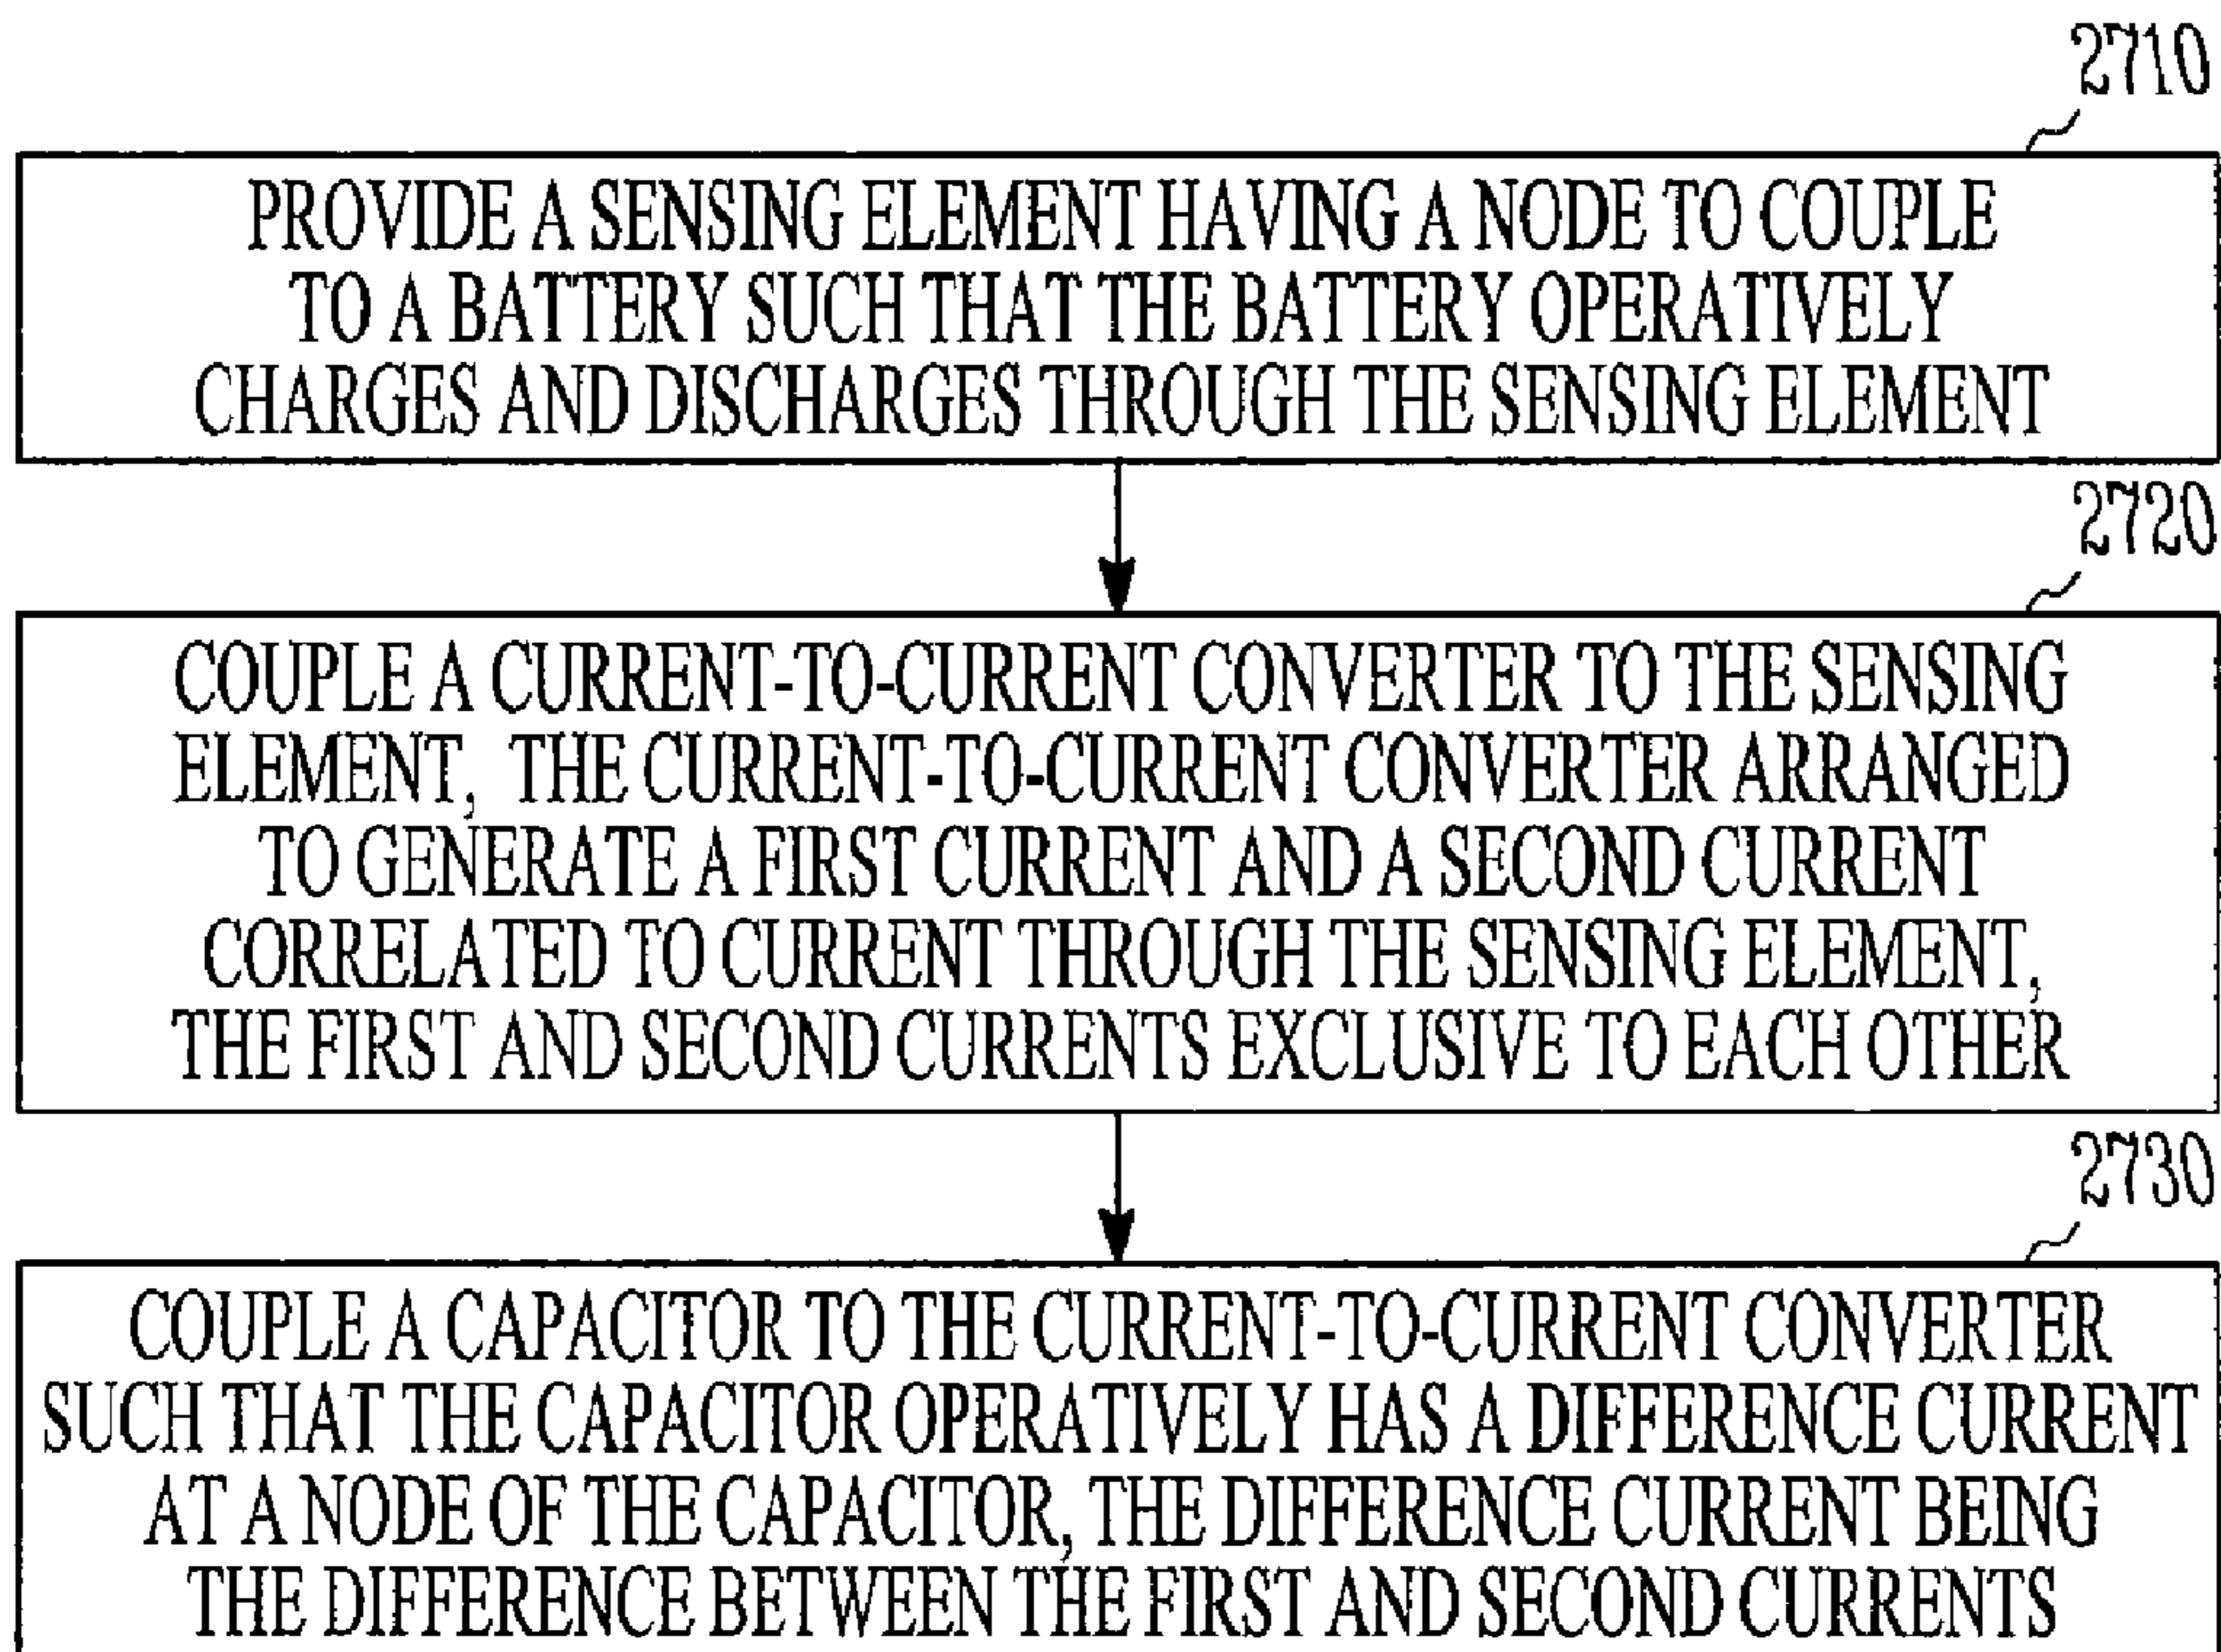 2710
PROVIDE A SENSING ELEMENT HAVING A NODE TO COUPLE
TO A BATTERY SUCH THAT THE BATTERY OPERATIVELY
CHARGES AND DISCHARGES THROUGH THE SENSING ELEMENT
2720
COUPLE A CURRENT-TO-CURRENT CONVERTER TO THE SENSING
ELEMENT, THE CURRENT-TO-CURRENT CONVERTER ARRANGED
TO GENERATE A FIRST CURRENT AND A SECOND CURRENT
CORRELATED TO CURRENT THROUGH THE SENSING ELEMENT,
THE FIRST AND SECOND CURRENTS EXCLUSIVE TO EACH OTHER
2730
COUPLE A CAPACITOR TO THE CURRENT-TO-CURRENT CONVERTER
SUCH THAT THE CAPACITOR OPERATIVELY HAS A DIFFERENCE CURRENT
AT A NODE OF THE CAPACITOR, THE DIFFERENCE CURRENT BEING
THE DIFFERENCE BETWEEN THE FIRST AND SECOND CURRENTS